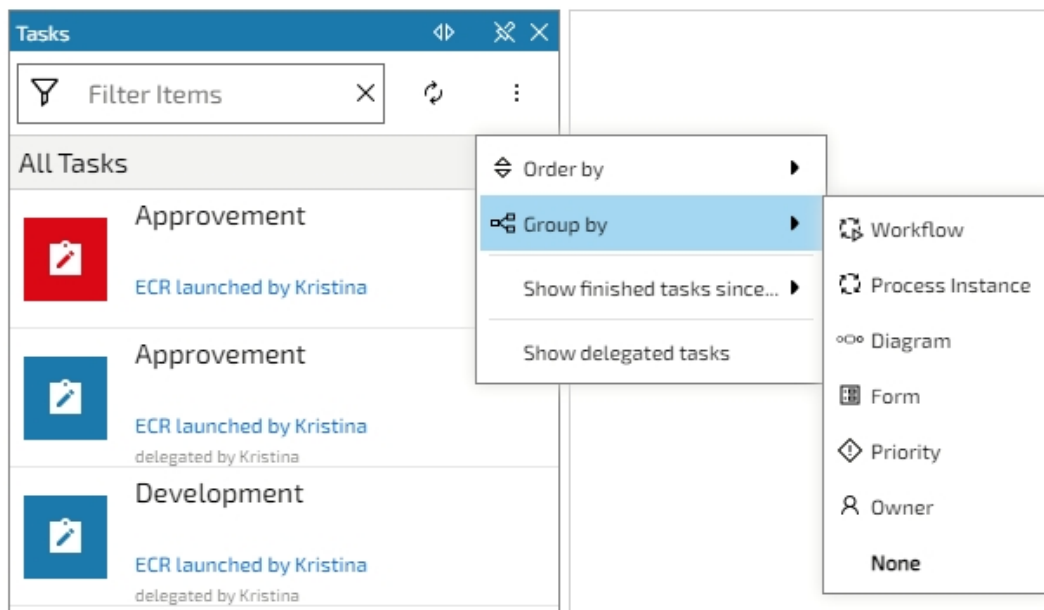 Tasks
Filter Items
All Tasks
Approvement
ECR launched by Kristina
Approvement
ECR launched by Kristina
delegated by Kristina
Development
ECR launched by Kristina
delegated by Kristina
Order by
Group by
Show finished tasks since...
Show delegated tasks
Workflow
Process Instance
Diagram
Form
Priority
Owner
None